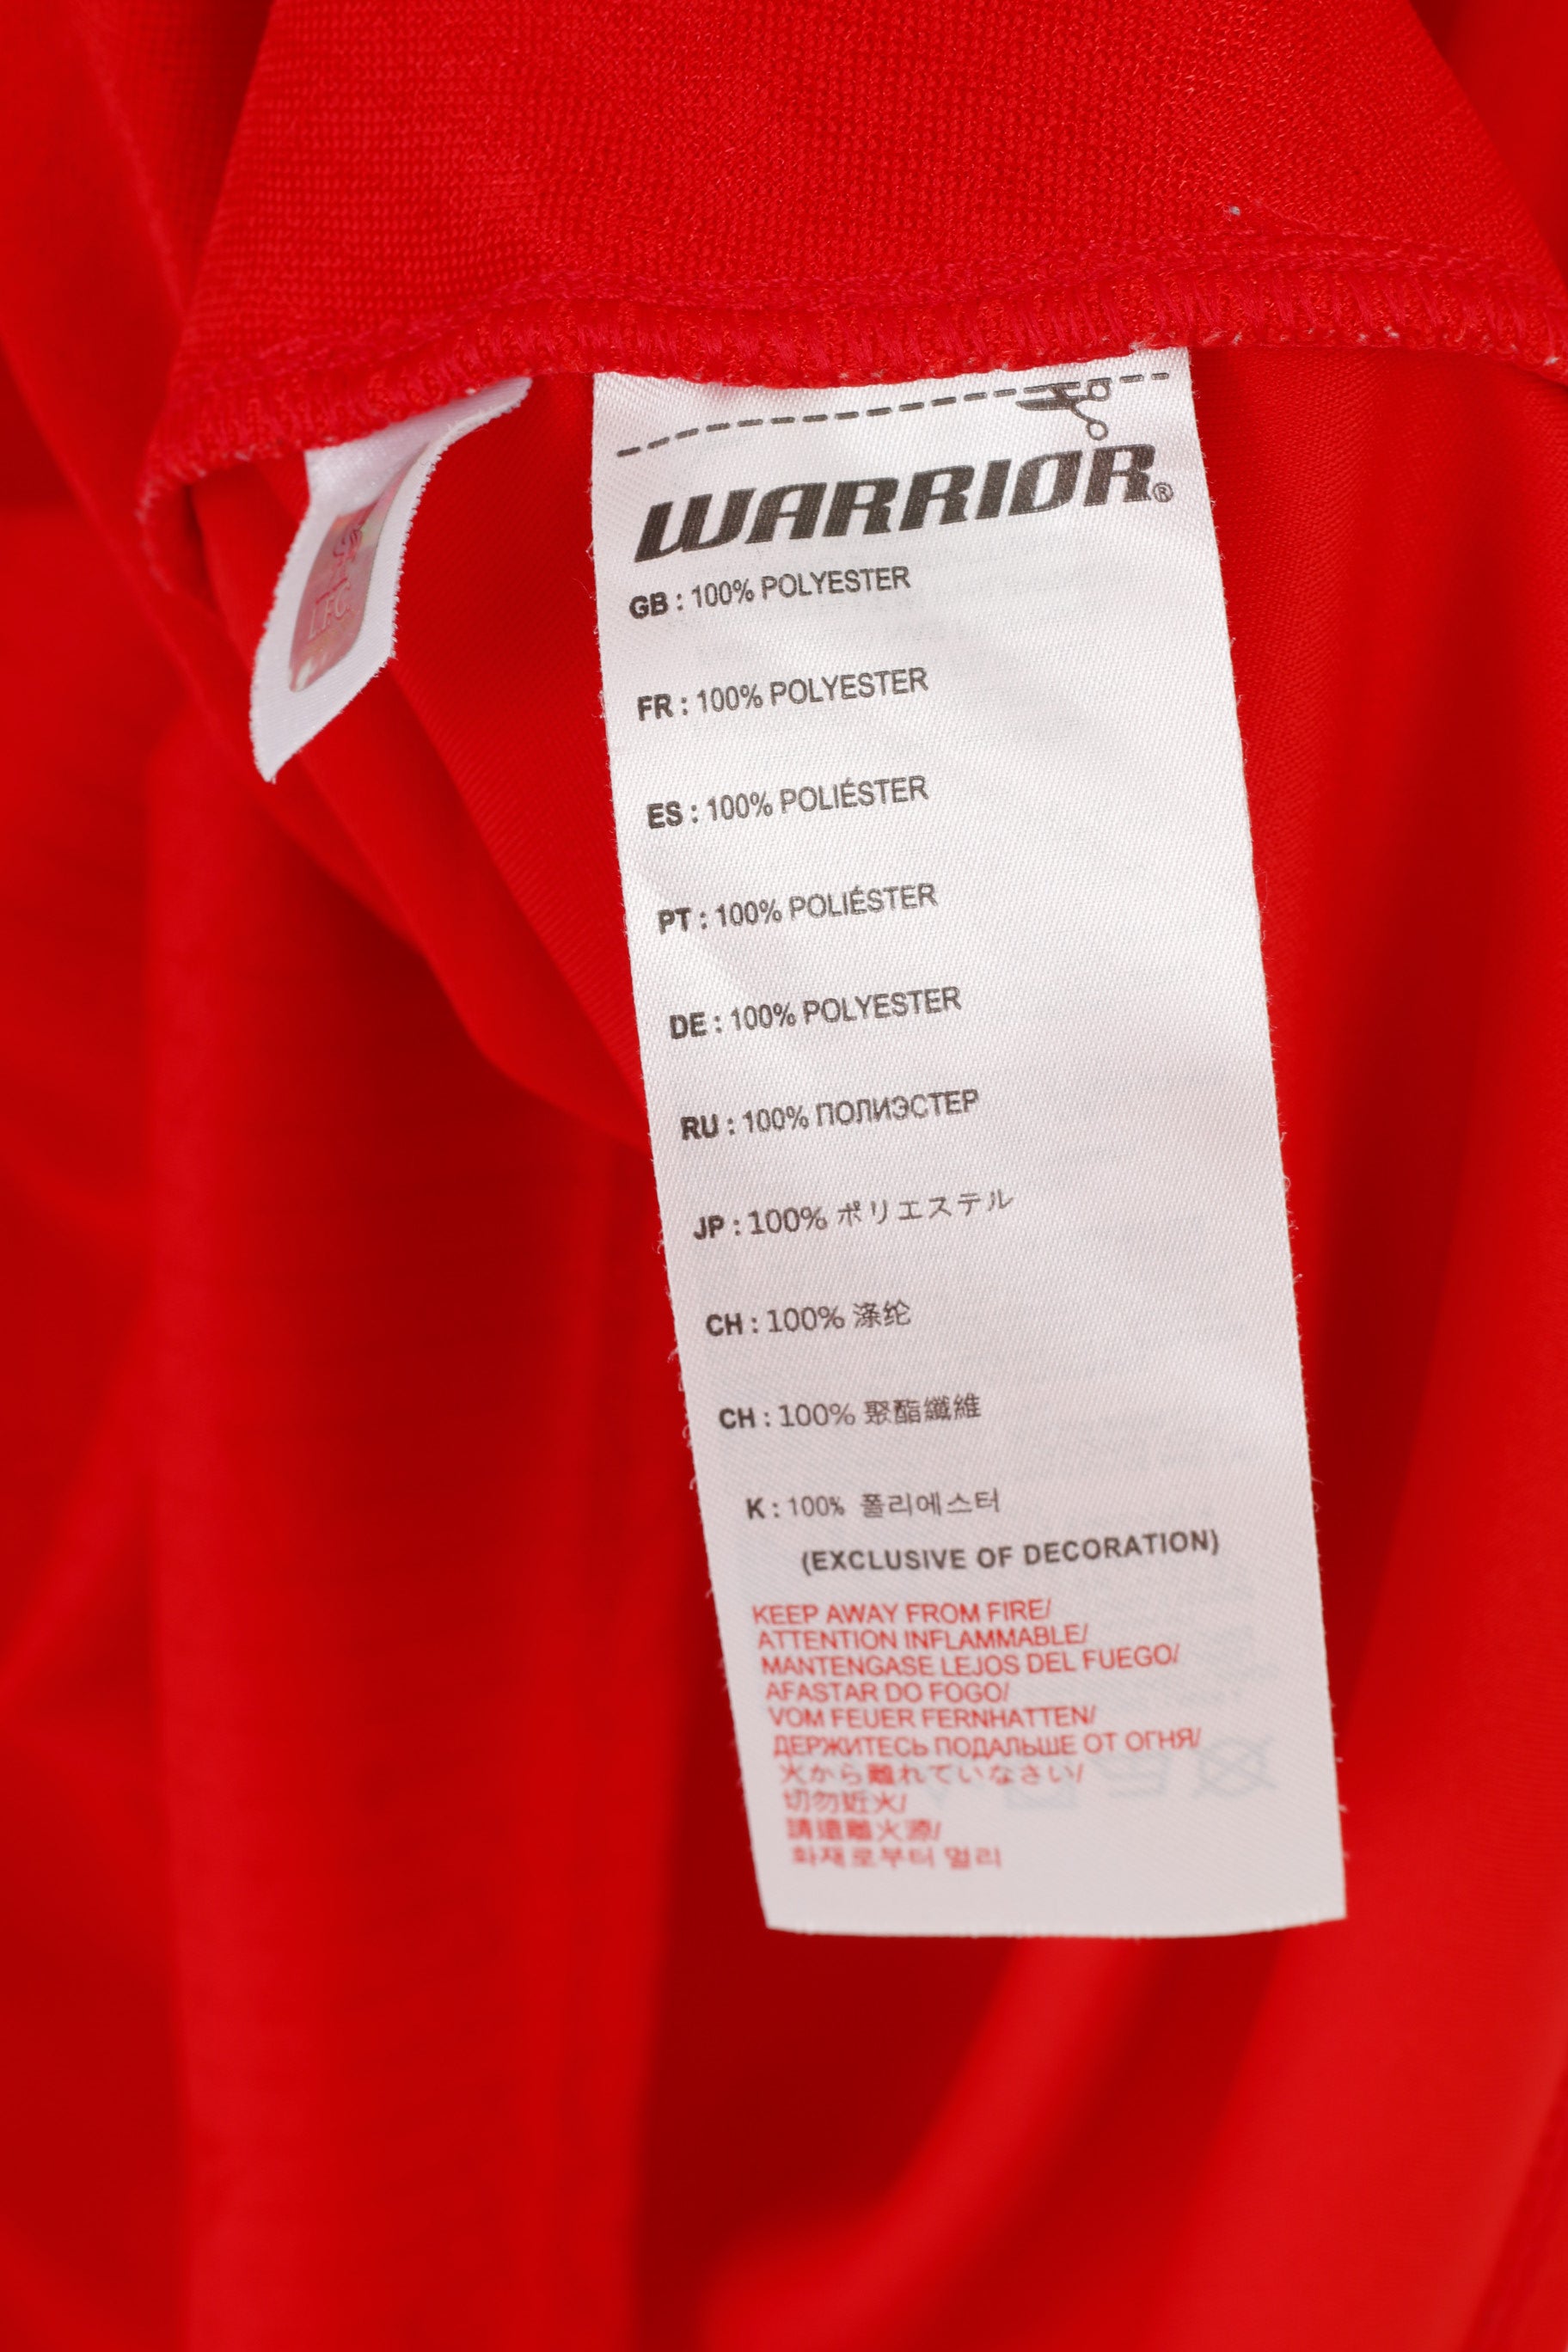 WARRIOR®
GB : 100% POLYESTER
FR : 100% POLYESTER
ES : 100% POLIÉSTER
PT : 100% POLIÉSTER
DE : 100% POLYESTER
RU : 100% ПОЛИЭСТЕР
JP : 100% ポリエステル
CH : 100% 涤纶
CH : 100% 聚酯纖維
K : 100% 폴리에스터
(EXCLUSIVE OF DECORATION)
KEEP AWAY FROM FIRE/
ATTENTION INFLAMMABLE/
MANTENGASE LEJOS DEL FUEGO/
AFASTAR DO FOGO/
VOM FEUER FERNHATTEN/
ДЕРЖИТЕСЬ ПОДАЛЬШЕ ОТ ОГНЯ/
火から離れていなさい/
切勿近火/
請遠離火源/
화재로부터 멀리
LFC